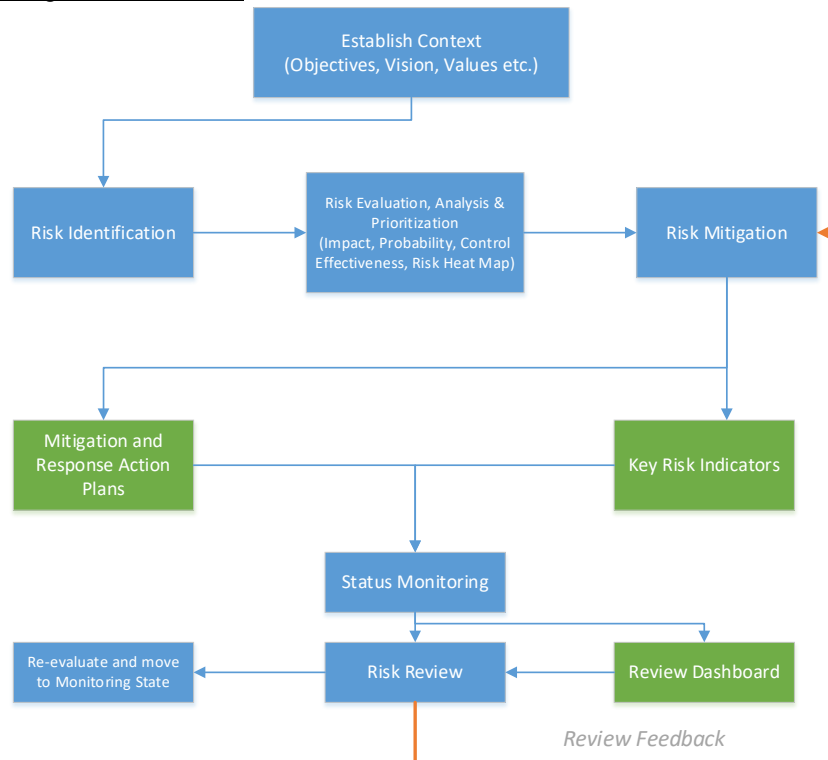 Establish Context
(Objectives, Vision, Values etc.)
Risk Identification
Risk Evaluation, Analysis &
Prioritization
(Impact, Probability, Control
Effectiveness, Risk Heat Map)
Risk Mitigation
Mitigation and
Response Action
Plans
Key Risk Indicators
Status Monitoring
Re-evaluate and move
to Monitoring State
Risk Review
Review Dashboard
Review Feedback